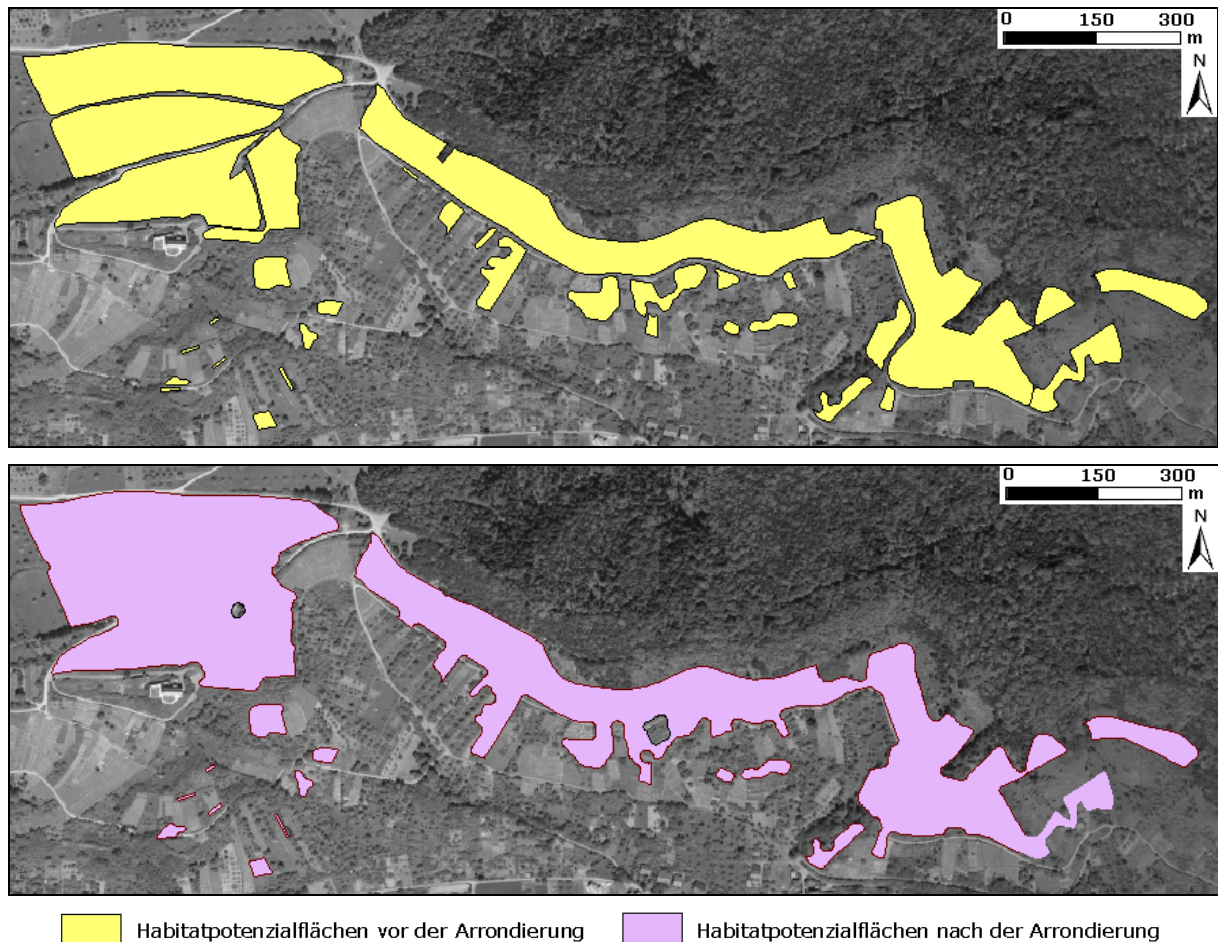 0 150 300
m
N
0 150 300
m
N
Habitatpotenzialflächen vor der Arrondierung
Habitatpotenzialflächen nach der Arrondierung